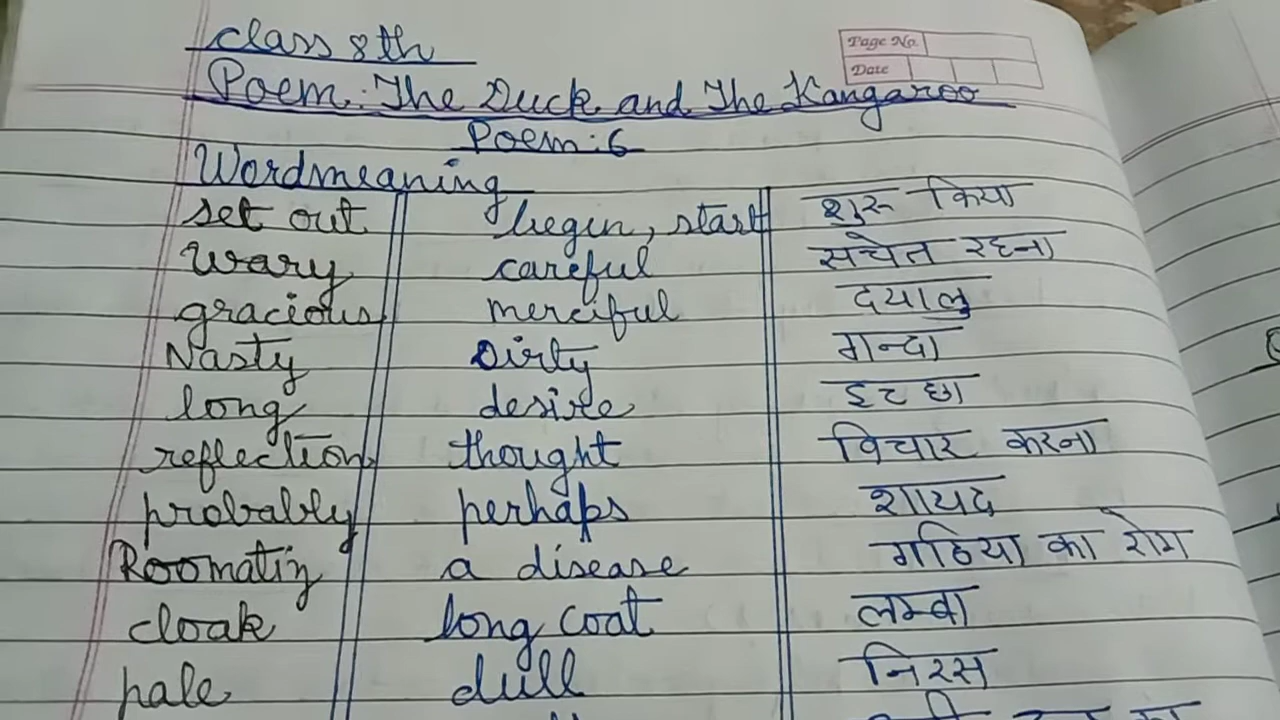 class 8th
Page No.
Date
Poem: The Duck and The Kangaroo
Poem: 6
Wordmeaning
set out begin, start शुरू किया
Wary careful सचेत रहना
gracious merciful दयालु
Nasty Dirty गन्दा
long desire इच्छा
reflection thought विचार करना
probably perhaps शायद
Roomatiz a disease गठिया का रोग
cloak long coat लम्बा
pale dull निरस